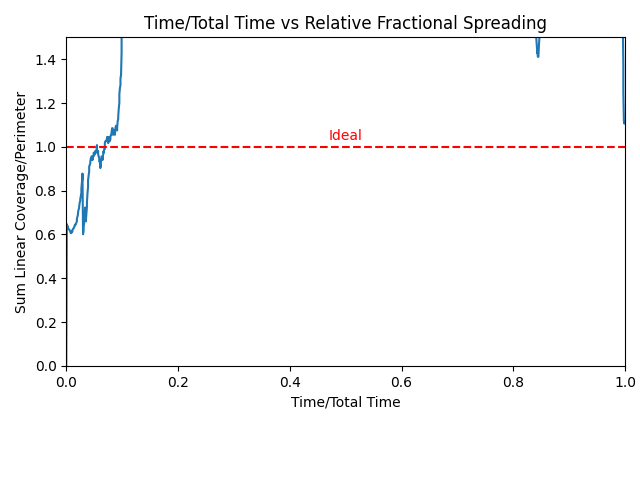 Time/Total Time vs Relative Fractional Spreading
Sum Linear Coverage/Perimeter
1.4
1.2
1.0
0.8
0.6
0.4
0.2
0.0
Ideal
0.0 0.2 0.4 0.6 0.8 1.0
Time/Total Time